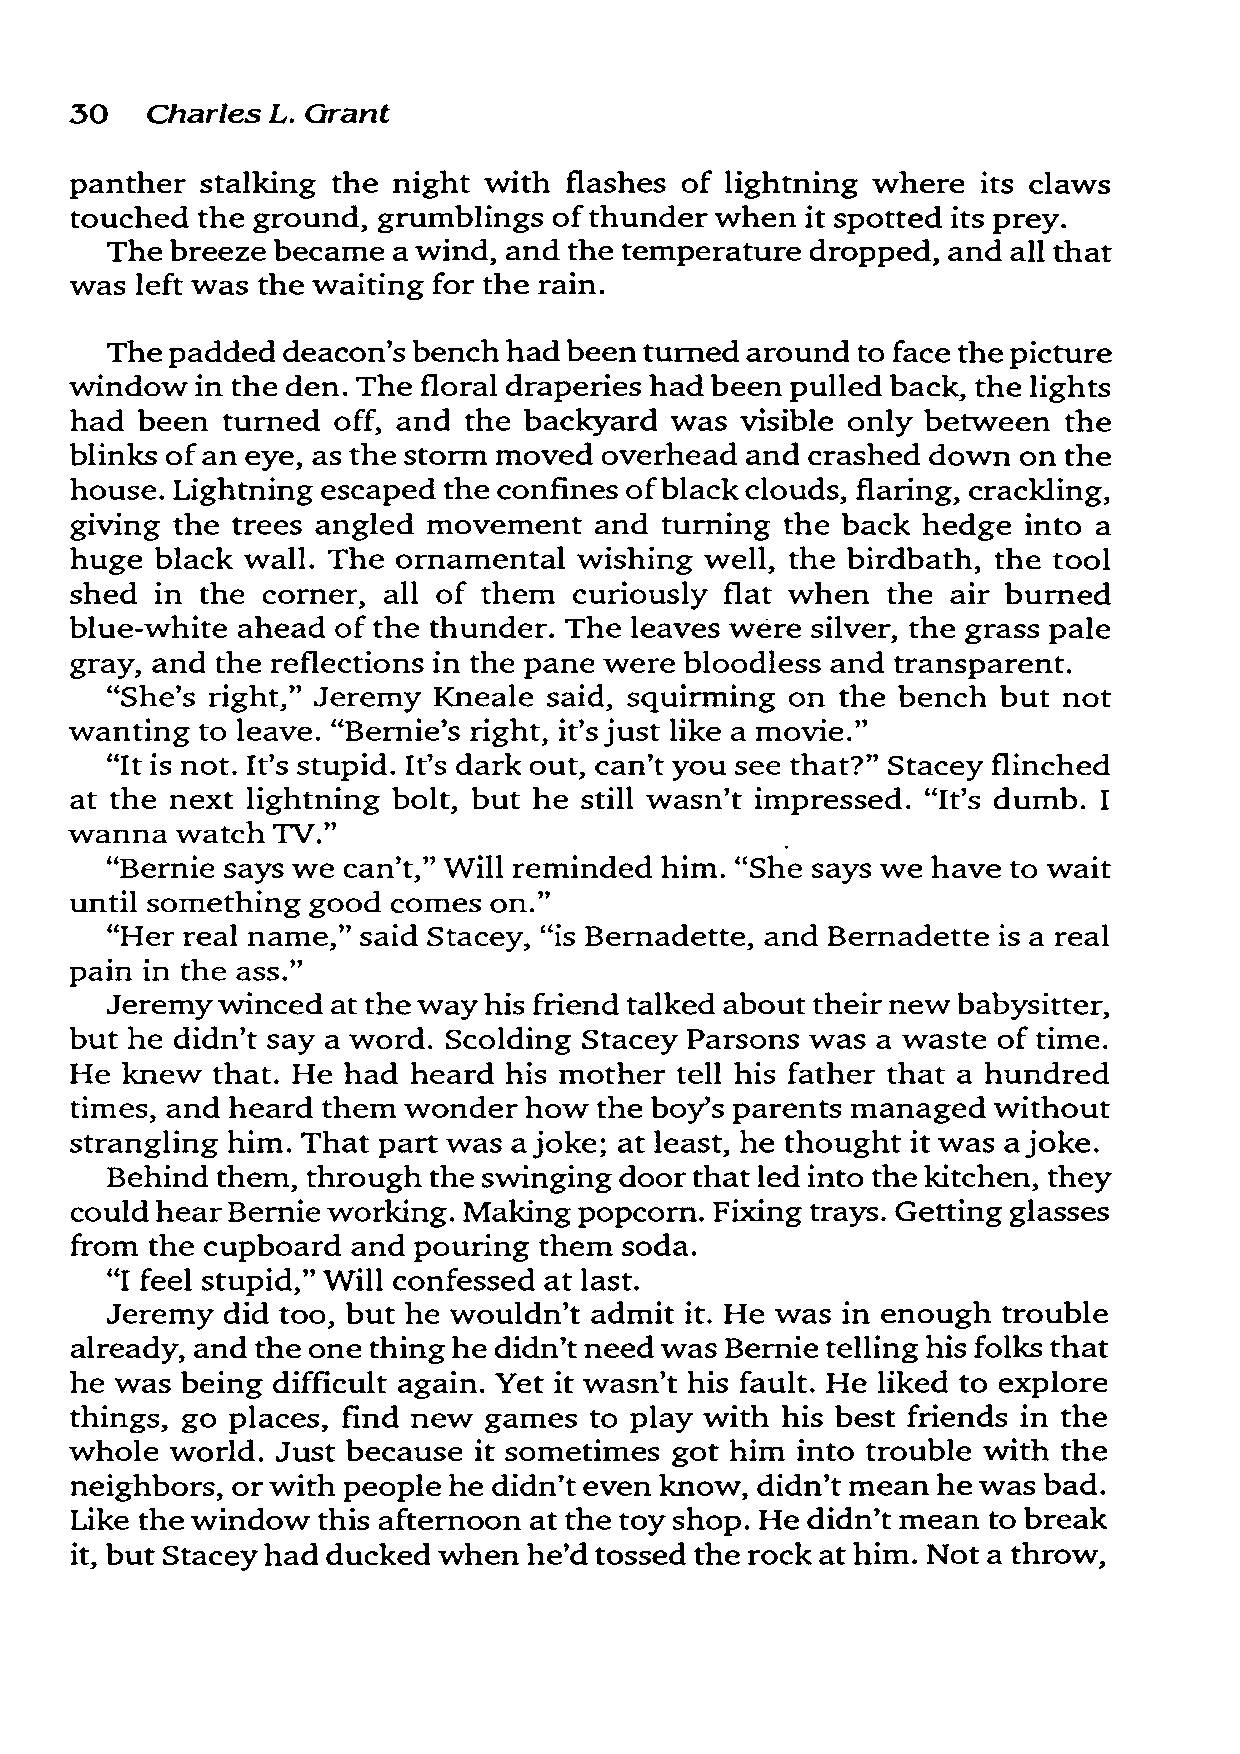 30 Charles L. Grant
panther stalking the night with flashes of lightning where its claws
touched the ground, grumblings of thunder when it spotted its prey.
The breeze became a wind, and the temperature dropped, and all that
was left was the waiting for the rain.
The padded deacon's bench had been turned around to face the picture
window in the den. The floral draperies had been pulled back, the lights
had been turned off, and the backyard was visible only between the
blinks of an eye, as the storm moved overhead and crashed down on the
house. Lightning escaped the confines of black clouds, flaring, crackling,
giving the trees angled movement and turning the back hedge into a
huge black wall. The ornamental wishing well, the birdbath, the tool
shed in the corner, all of them curiously flat when the air burned
blue-white ahead of the thunder. The leaves were silver, the grass pale
gray, and the reflections in the pane were bloodless and transparent.
“She's right,” Jeremy Kneale said, squirming on the bench but not
wanting to leave. “Bernie's right, it's just like a movie.”
“It is not. It's stupid. It's dark out, can't you see that?” Stacey flinched
at the next lightning bolt, but he still wasn't impressed. “It's dumb. I
wanna watch TV.”
“Bernie says we can't,” Will reminded him. “She says we have to wait
until something good comes on.”
“Her real name,” said Stacey, “is Bernadette, and Bernadette is a real
pain in the ass.”
Jeremy winced at the way his friend talked about their new babysitter,
but he didn't say a word. Scolding Stacey Parsons was a waste of time.
He knew that. He had heard his mother tell his father that a hundred
times, and heard them wonder how the boy's parents managed without
strangling him. That part was a joke; at least, he thought it was a joke.
Behind them, through the swinging door that led into the kitchen, they
could hear Bernie working. Making popcorn. Fixing trays. Getting glasses
from the cupboard and pouring them soda.
“I feel stupid,” Will confessed at last.
Jeremy did too, but he wouldn't admit it. He was in enough trouble
already, and the one thing he didn't need was Bernie telling his folks that
he was being difficult again. Yet it wasn't his fault. He liked to explore
things, go places, find new games to play with his best friends in the
whole world. Just because it sometimes got him into trouble with the
neighbors, or with people he didn't even know, didn't mean he was bad.
Like the window this afternoon at the toy shop. He didn't mean to break
it, but Stacey had ducked when he'd tossed the rock at him. Not a throw,